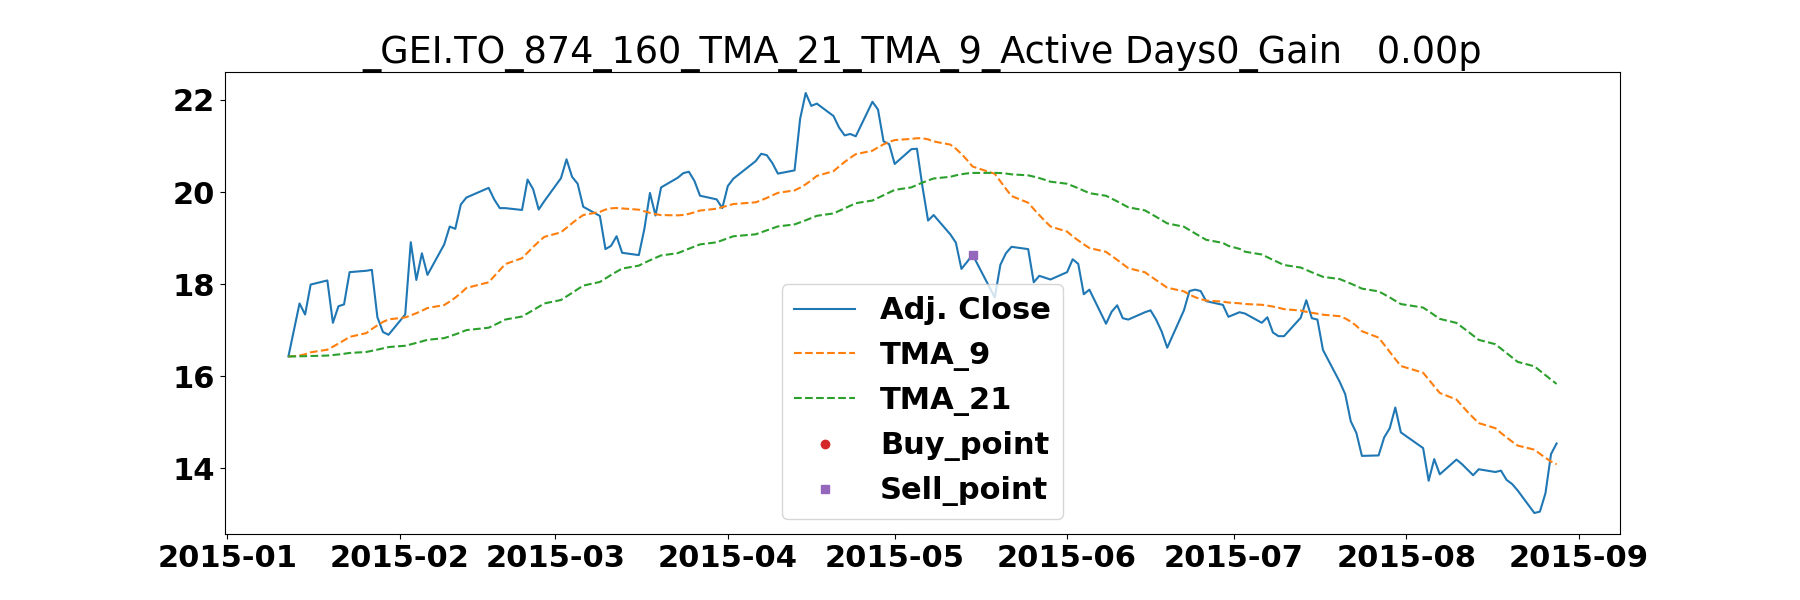 _GEI.TO_874_160_TMA_21_TMA_9_Active Days0_Gain   0.00p
22
20
18
16
14
Adj. Close
TMA_9
TMA_21
Buy_point
Sell_point
2015-01 2015-02 2015-03 2015-04 2015-05 2015-06 2015-07 2015-08 2015-09